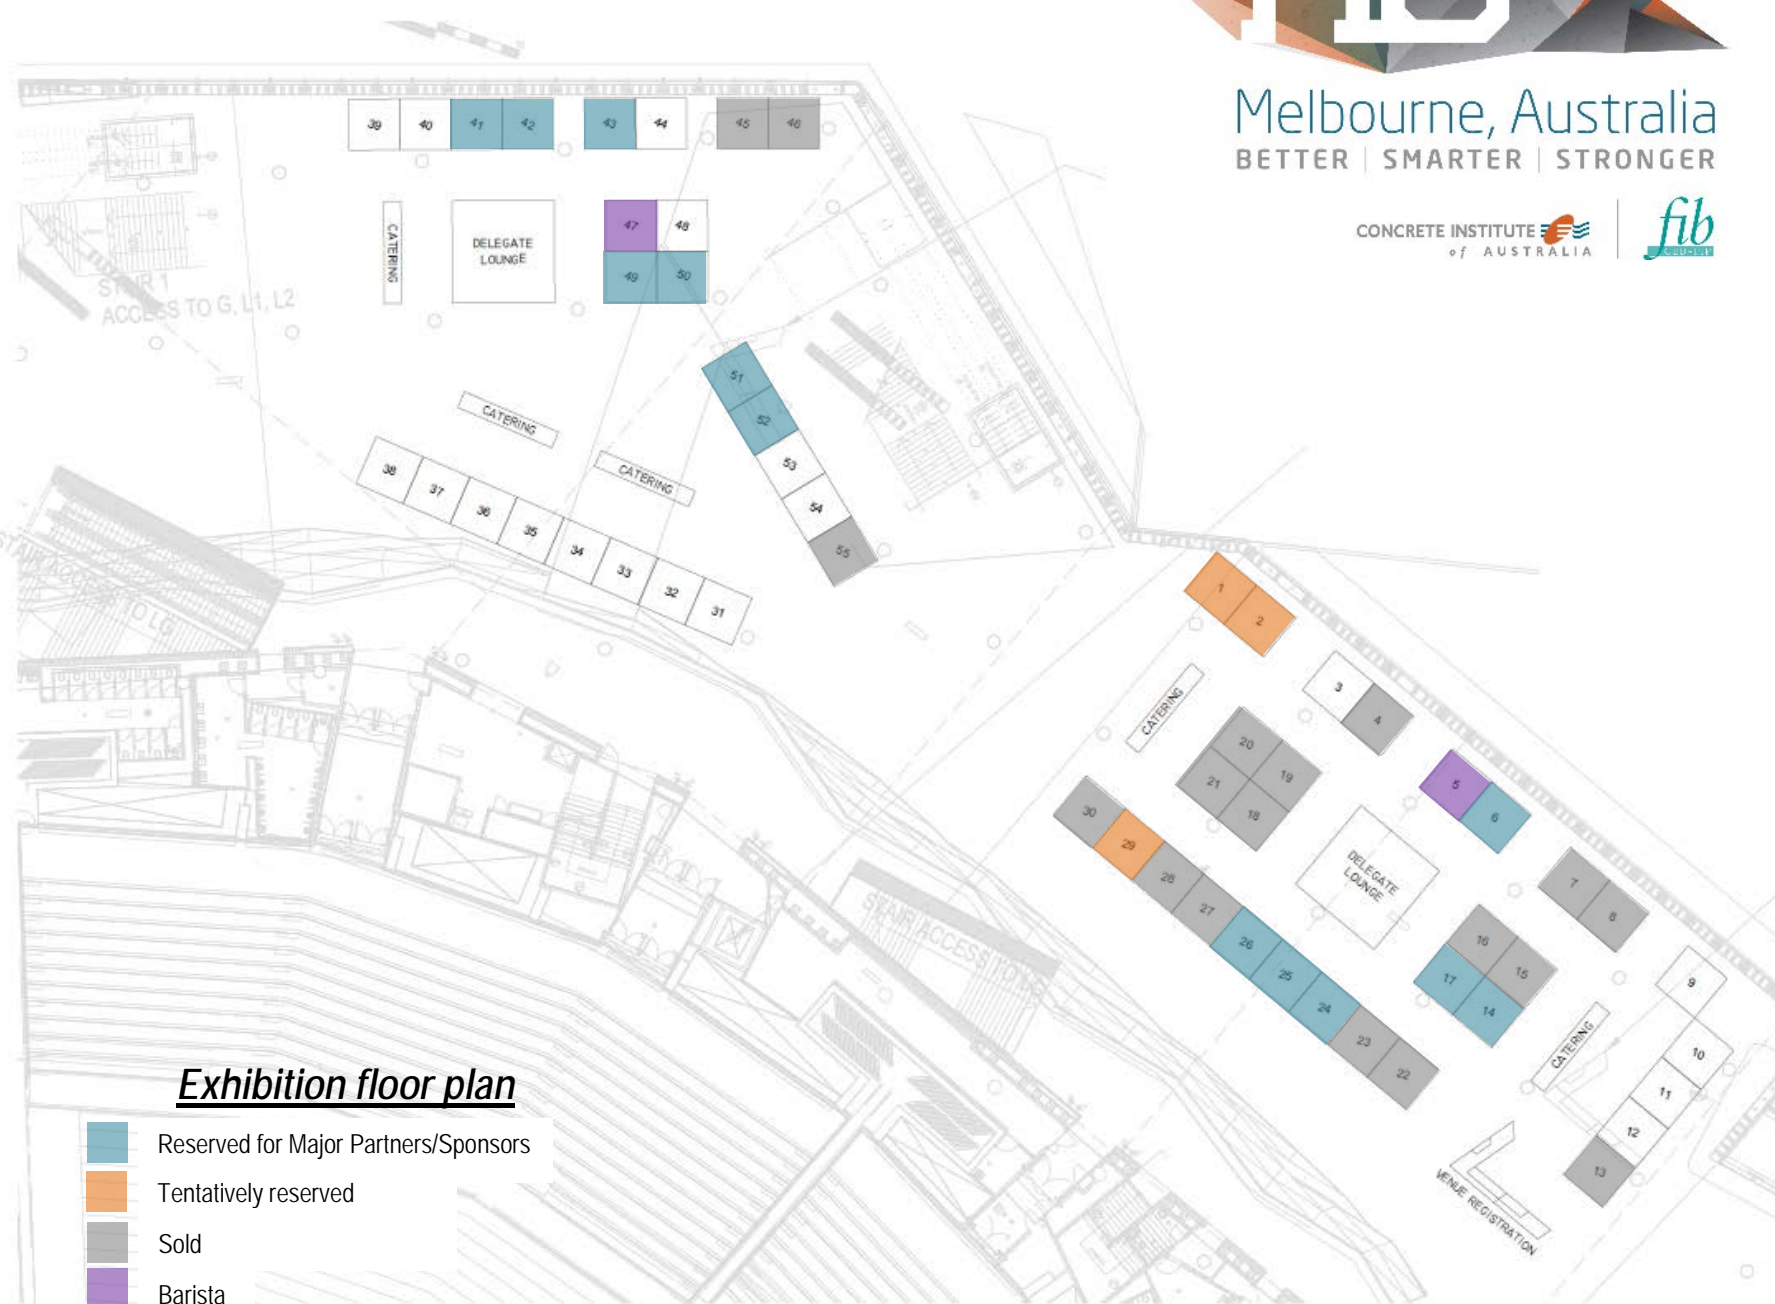 Melbourne, Australia
BETTER | SMARTER | STRONGER
CONCRETE INSTITUTE
of AUSTRALIA
fib
39 40 41 42 43 44 45 46
CATERING
DELEGATE
LOUNGE
47 48
49 50
STAIR 1
ACCESS TO G, L1, L2
51
52
53
54
55
CATERING
CATERING
38 37 36 35 34 33 32 31
1 2
3 4
CATERING
20 19
21 18
5 6
30 29 28 27 26 25 24 23 22
DELEGATE
LOUNGE
7 8
16 15
17 14
9
10
11
12
13
CATERING
VENUE REGISTRATION
Exhibition floor plan
Reserved for Major Partners/Sponsors
Tentatively reserved
Sold
Barista